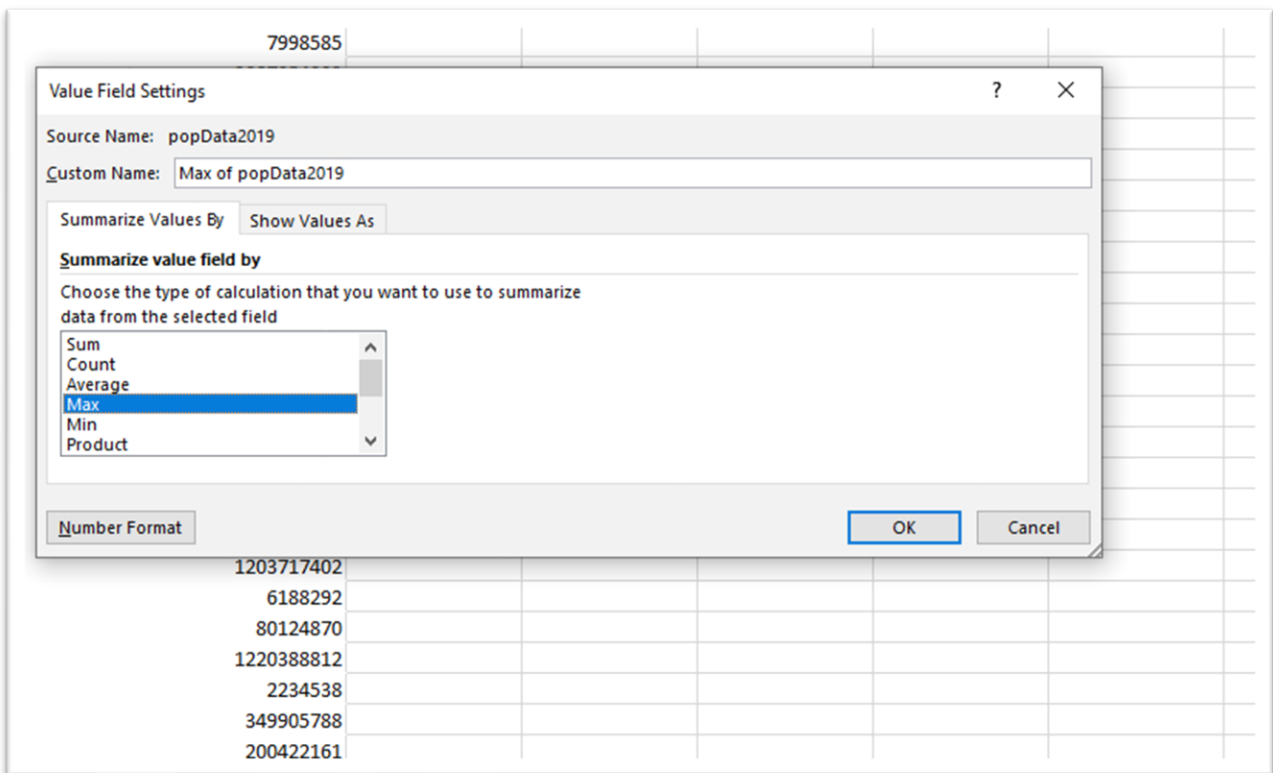 7998585
Value Field Settings
?
Source Name: popData2019
Custom Name: Max of popData2019
Summarize Values By Show Values As
Summarize value field by
Choose the type of calculation that you want to use to summarize
data from the selected field
Sum
Count
Average
Max
Min
Product
Number Format OK Cancel
1203717402
6188292
80124870
1220388812
2234538
349905788
200422161